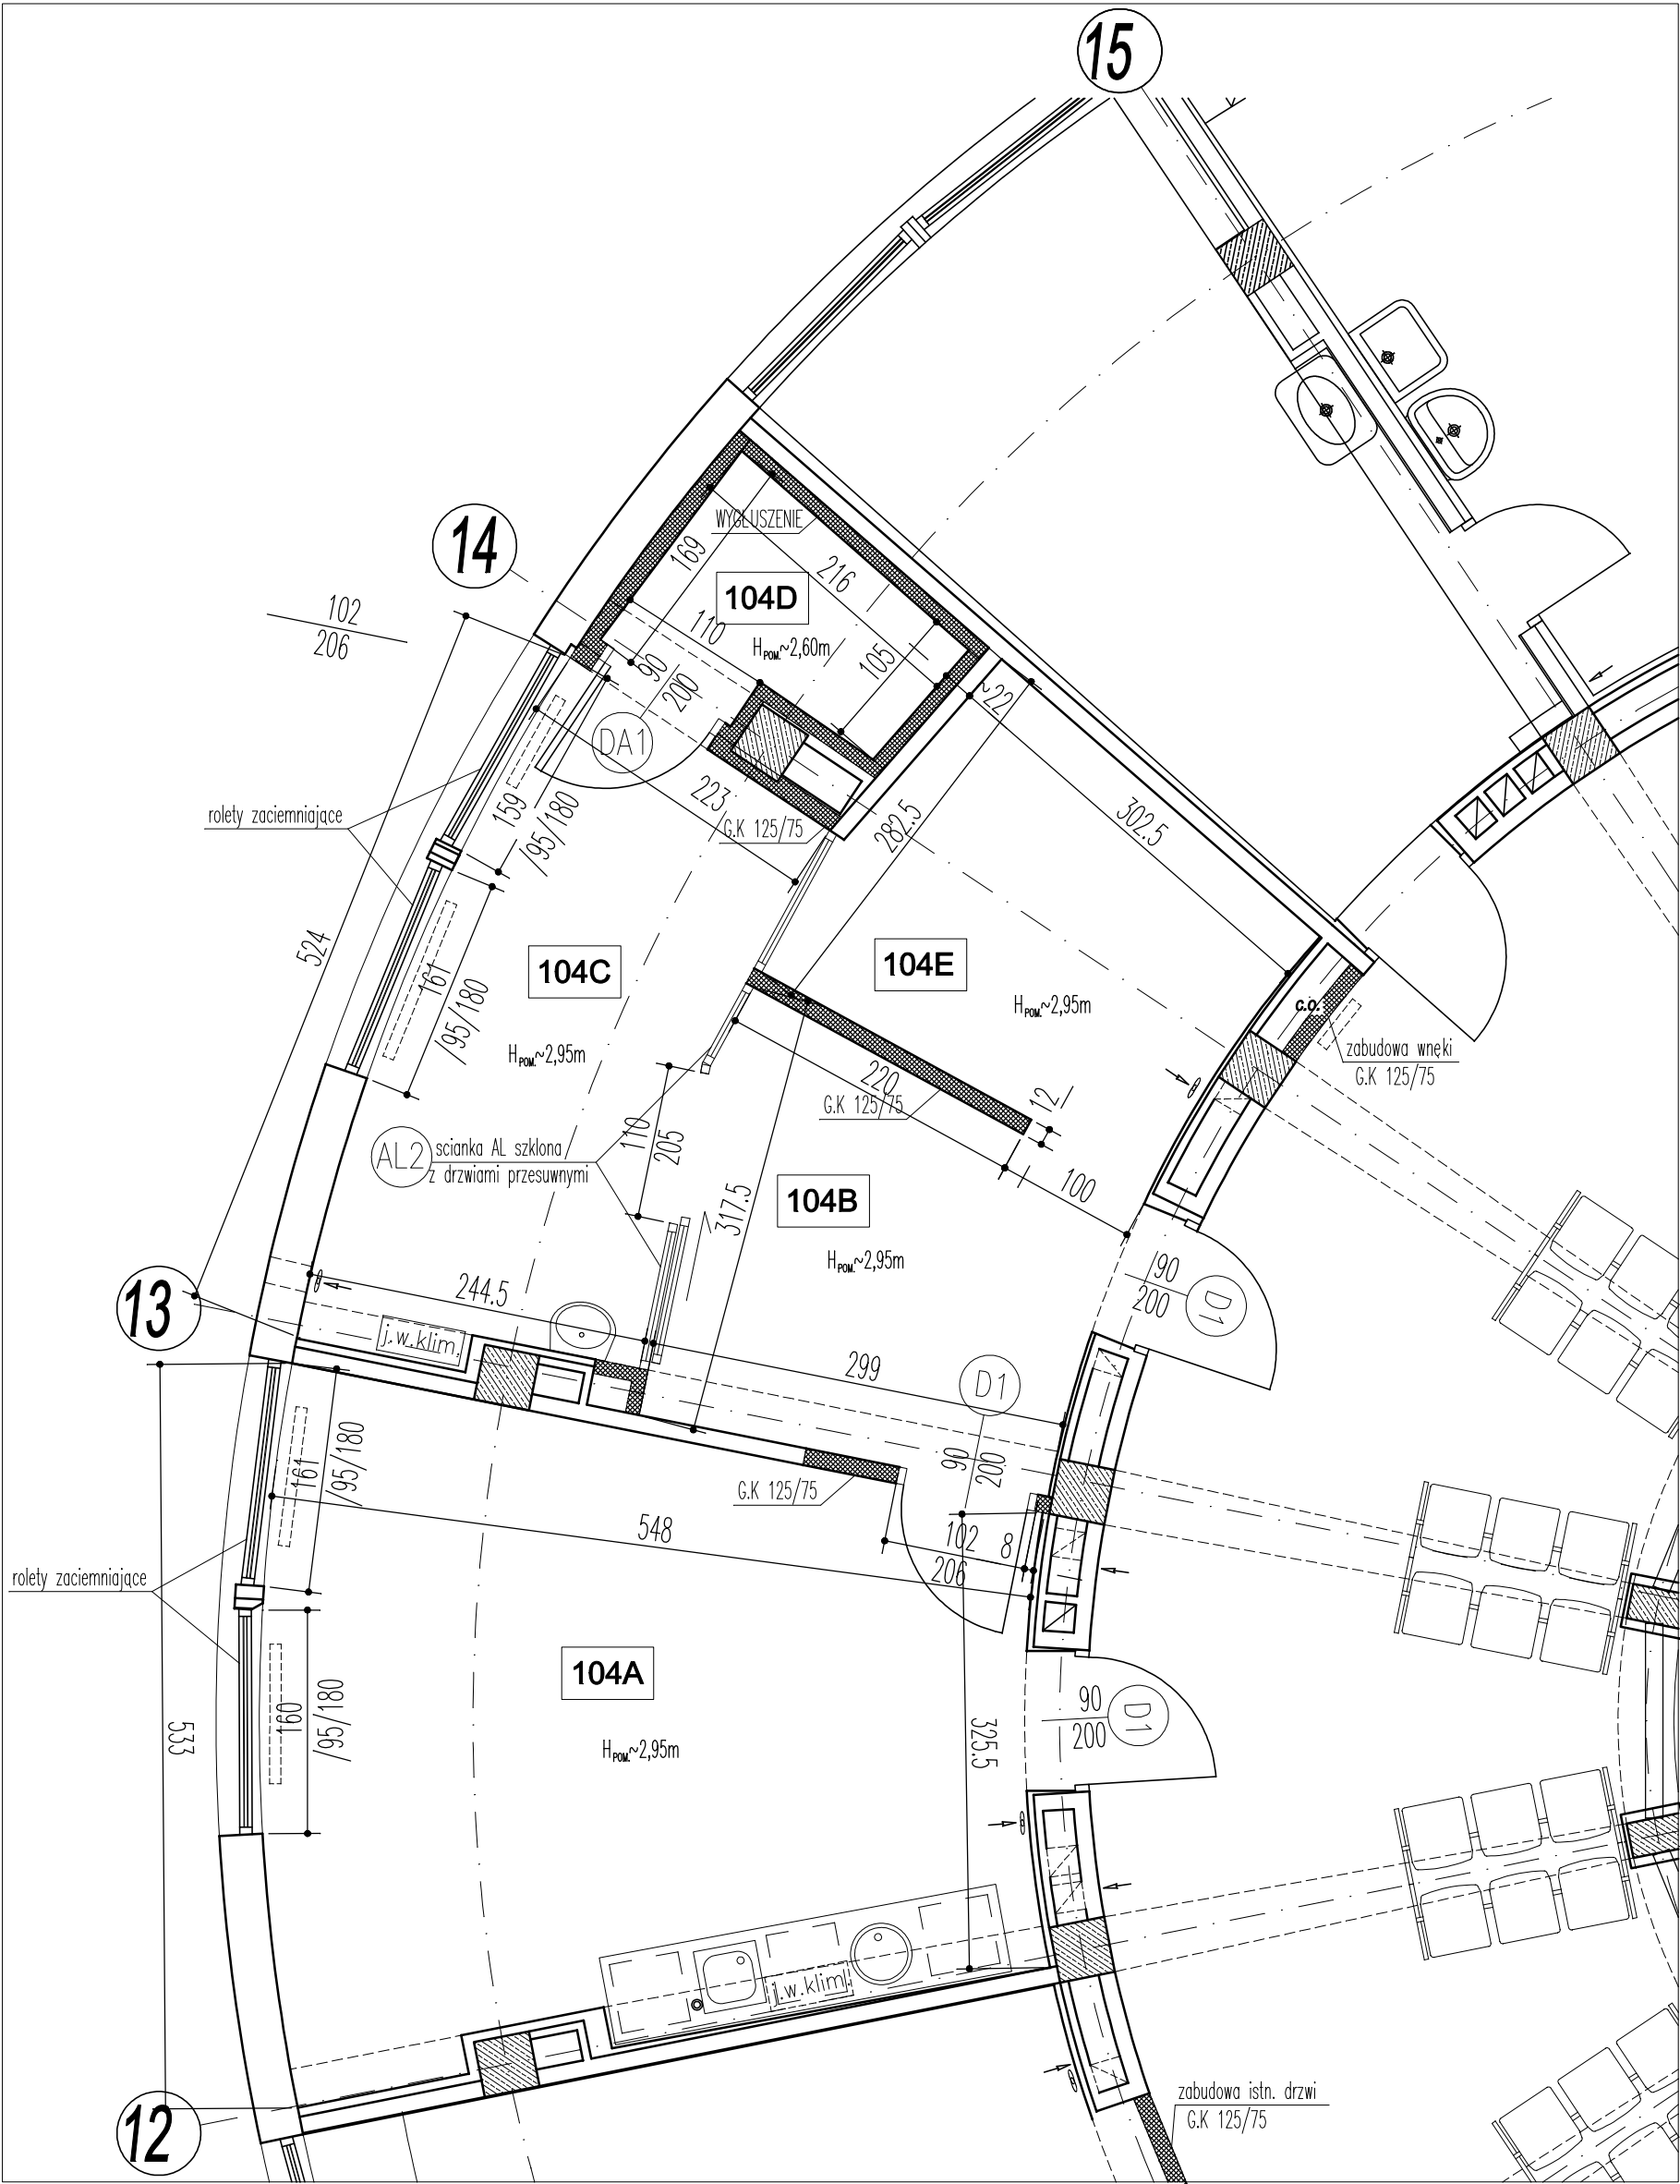 15
14
102
206
WYGŁUSZENIE
169
216
104D
110
HPOM.~2,60m
105
90
200
DA1
~22
rolety zaciemniające
159
/95/180
223
G.K 125/75
282.5
302.5
524
161
/95/180
104C
HPOM.~2,95m
104E
HPOM.~2,95m
c.o.
zabudowa wnęki
G.K 125/75
220
G.K 125/75
12
100
AL2
scianka AL szklona
z drzwiami przesuwnymi
110
205
317.5
104B
HPOM.~2,95m
90
200
D1
13
244.5
j.w.klim.
299
D1
90
200
161
/95/180
G.K 125/75
548
102
206
8
rolety zaciemniające
104A
HPOM.~2,95m
160
/95/180
533
325.5
90
200
D1
j.w.klim.
12
zabudowa istn. drzwi
G.K 125/75